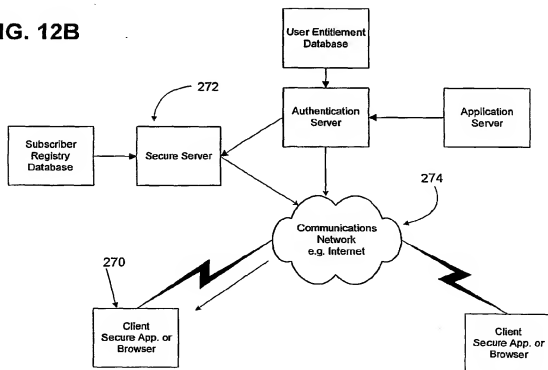 IG. 12B
User Entitlement
Database
272
Authentication
Server
Application
Server
Subscriber
Registry
Database
Secure Server
274
Communications
Network
e.g. Internet
270
Client
Secure App. or
Browser
Client
Secure App. or
Browser